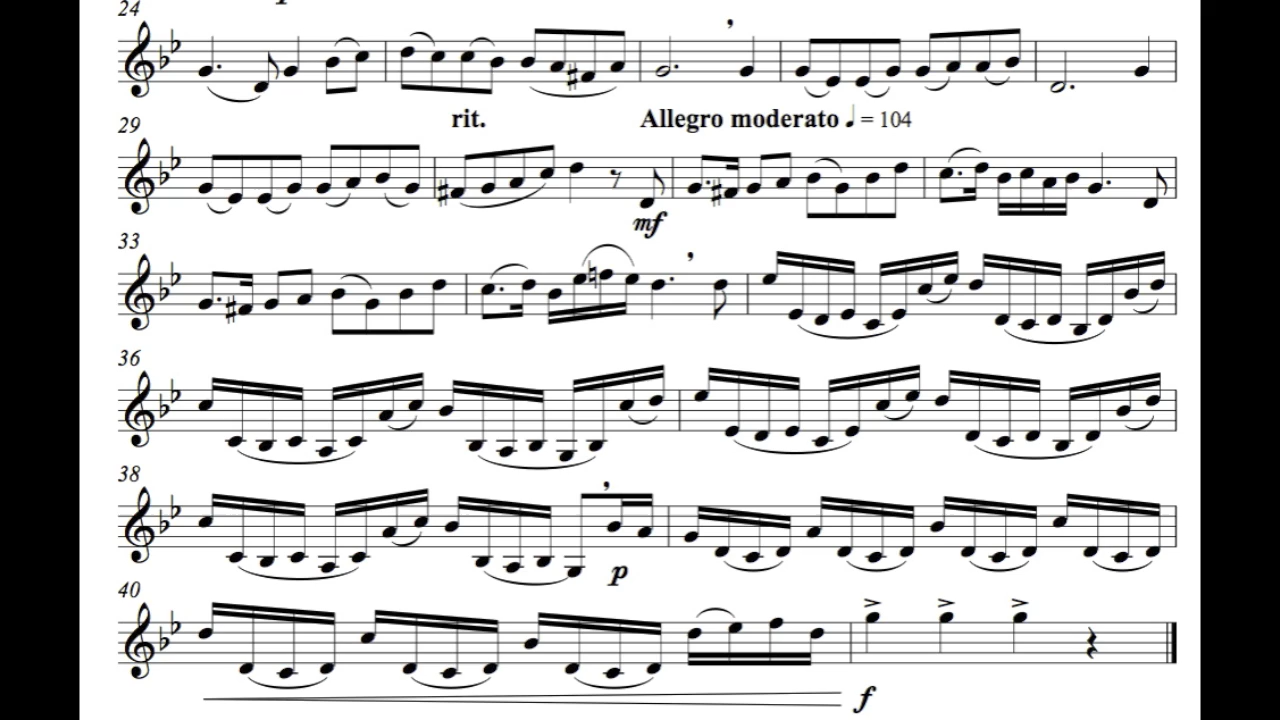 24
rit. Allegro moderato ♩ = 104
29
mf
33
36
38
p
40
f